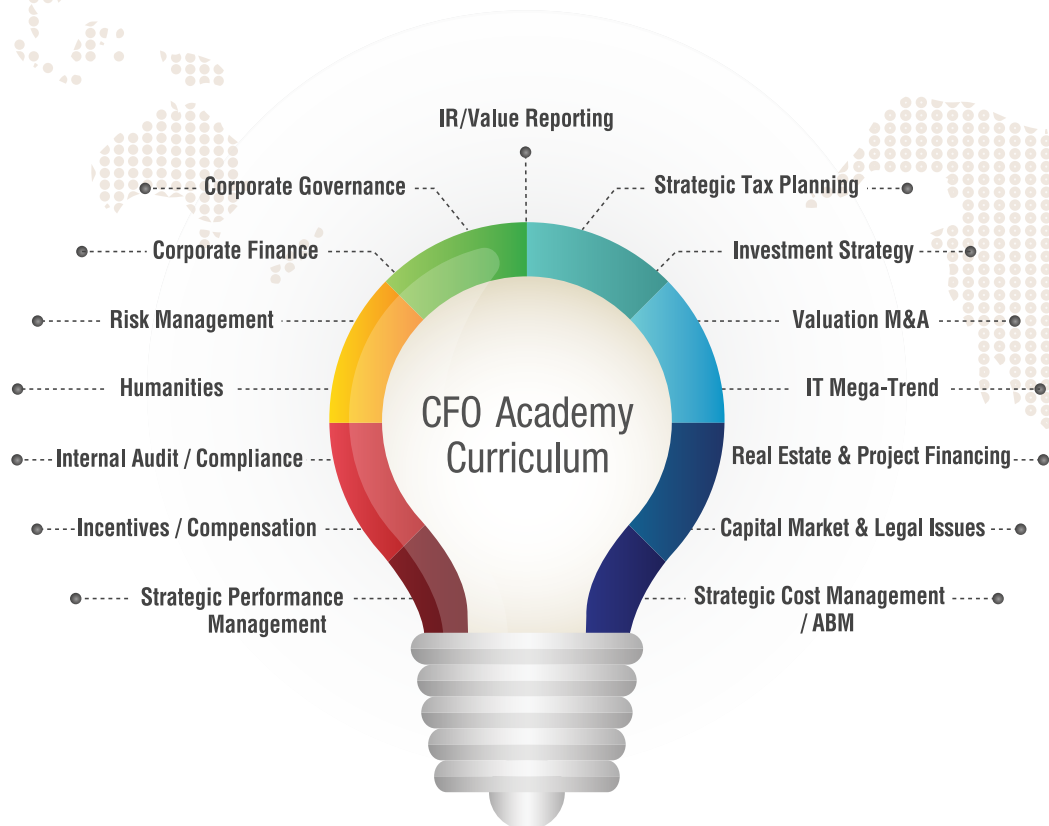 IR/Value Reporting
Corporate Governance
Strategic Tax Planning
Corporate Finance
Investment Strategy
Risk Management
Valuation M&A
Humanities
IT Mega-Trend
CFO Academy
Curriculum
Internal Audit / Compliance
Real Estate & Project Financing
Incentives / Compensation
Capital Market & Legal Issues
Strategic Performance
Management
Strategic Cost Management
/ ABM